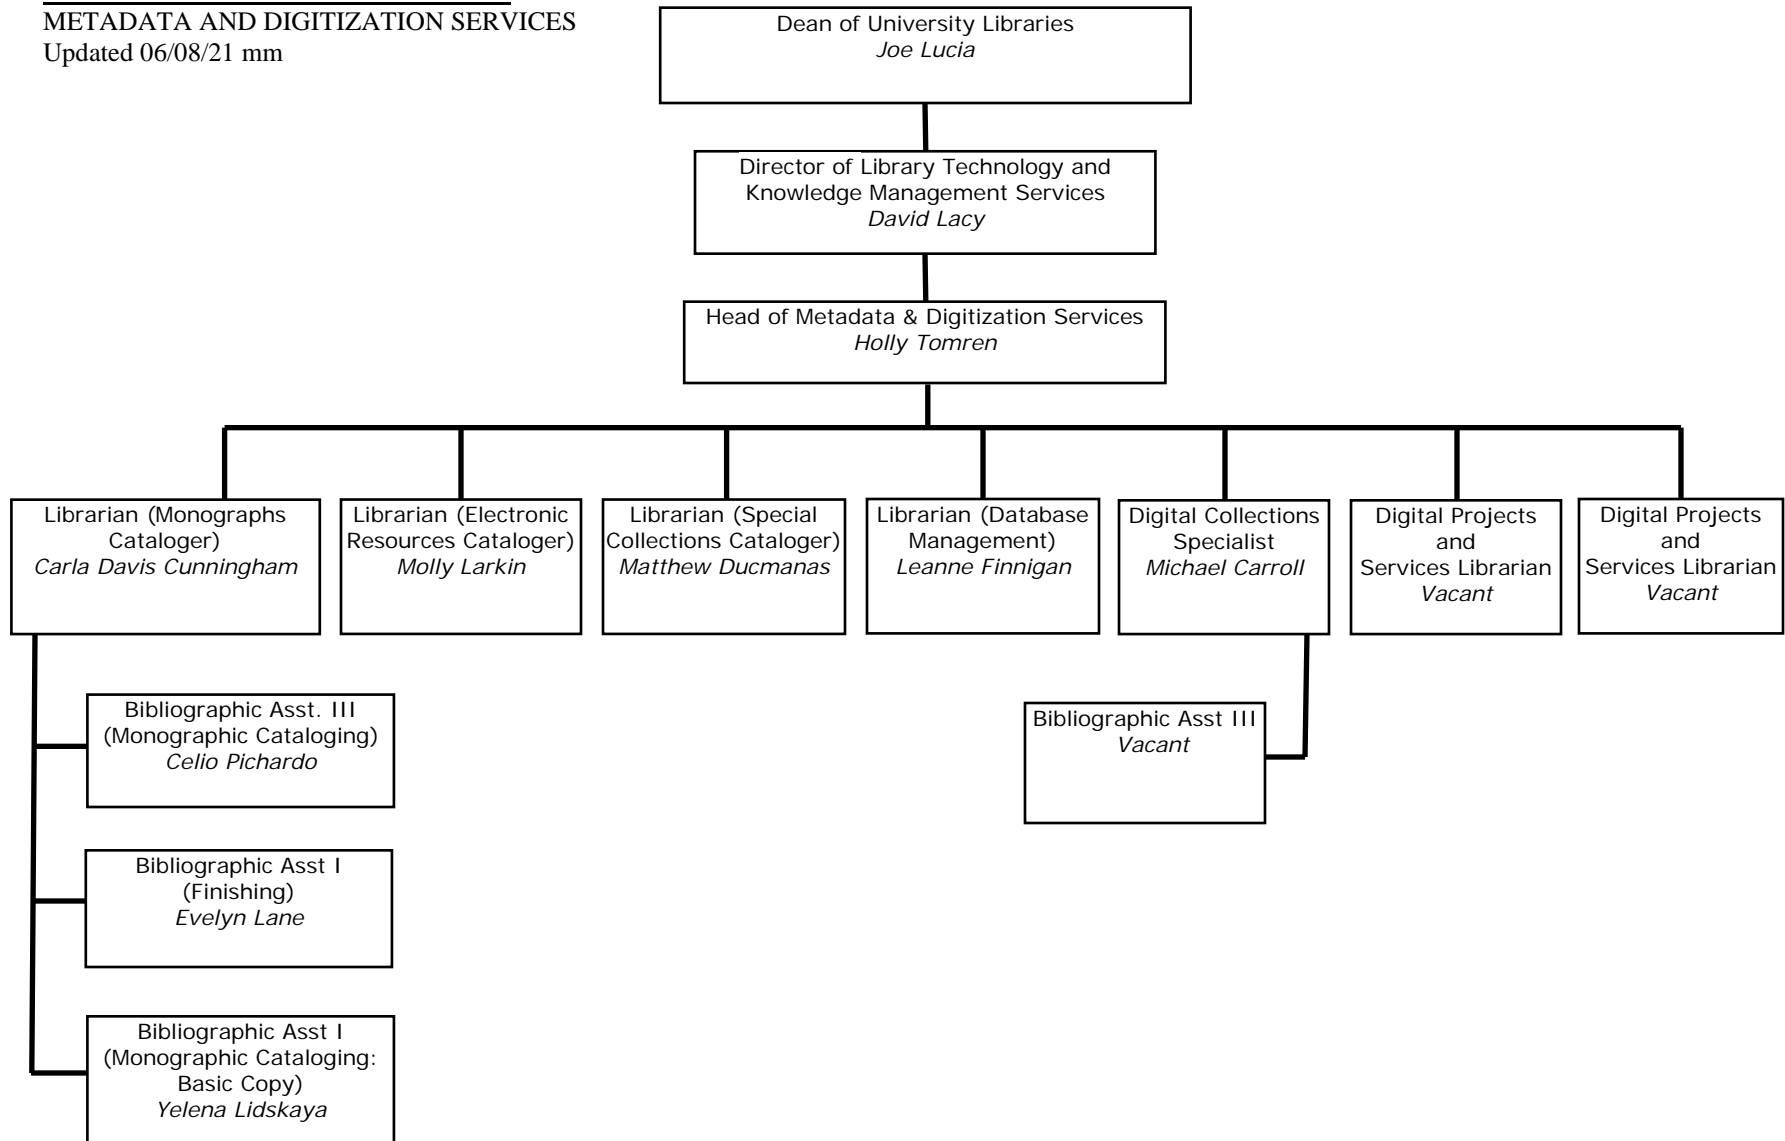 METADATA AND DIGITIZATION SERVICES
Updated 06/08/21 mm
Dean of University Libraries
Joe Lucia
Director of Library Technology and
Knowledge Management Services
David Lacy
Head of Metadata & Digitization Services
Holly Tomren
Librarian (Monographs
Cataloger)
Carla Davis Cunningham
Librarian (Electronic
Resources Cataloger)
Molly Larkin
Librarian (Special
Collections Cataloger)
Matthew Ducmanas
Librarian (Database
Management)
Leanne Finnigan
Digital Collections
Specialist
Michael Carroll
Digital Projects
and
Services Librarian
Vacant
Digital Projects
and
Services Librarian
Vacant
Bibliographic Asst. III
(Monographic Cataloging)
Celio Pichardo
Bibliographic Asst III
Vacant
Bibliographic Asst I
(Finishing)
Evelyn Lane
Bibliographic Asst I
(Monographic Cataloging:
Basic Copy)
Yelena Lidskaya